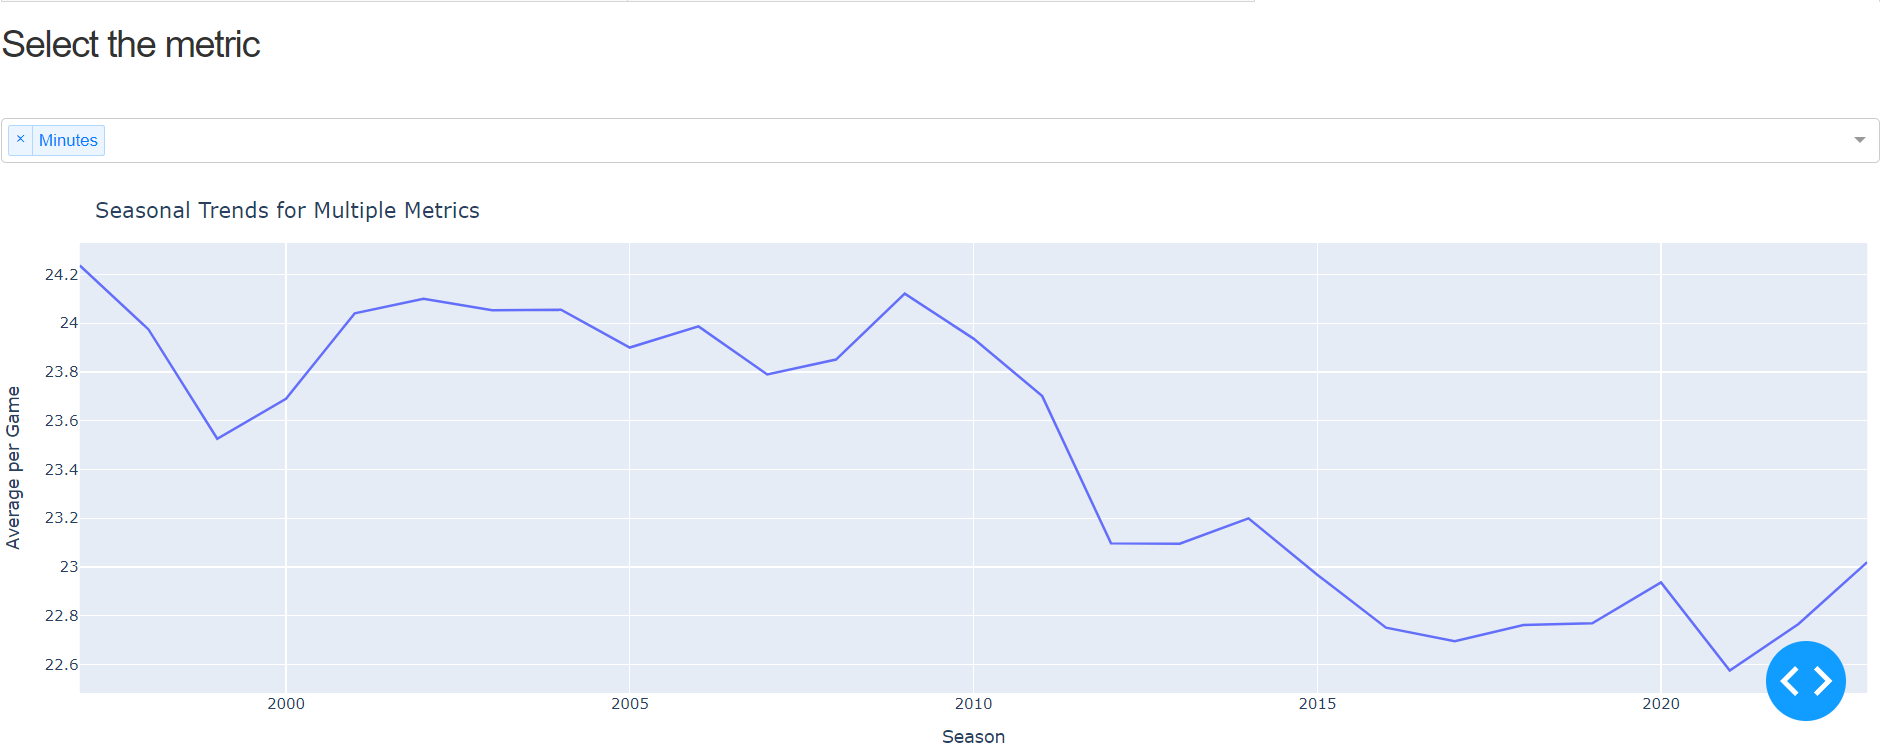 Select the metric
× Minutes
Seasonal Trends for Multiple Metrics
Average per Game
24.2
24
23.8
23.6
23.4
23.2
23
22.8
22.6
2000 2005 2010 2015 2020
Season